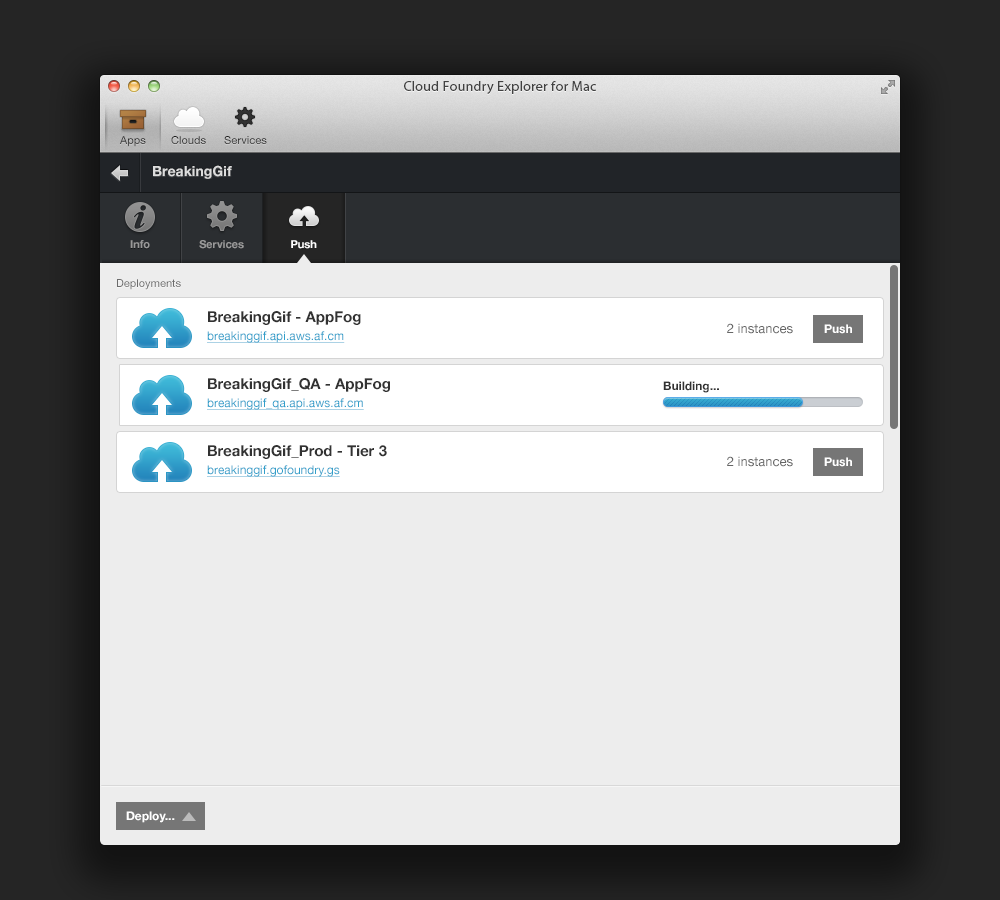 Cloud Foundry Explorer for Mac
Apps
Clouds
Services
BreakingGif
Info
Services
Push
Deployments
BreakingGif - AppFog
breakinggif.api.aws.af.cm
2 instances
Push
BreakingGif_QA - AppFog
breakinggif_qa.api.aws.af.cm
Building...
BreakingGif_Prod - Tier 3
breakinggif.gofoundry.gs
2 instances
Push
Deploy...